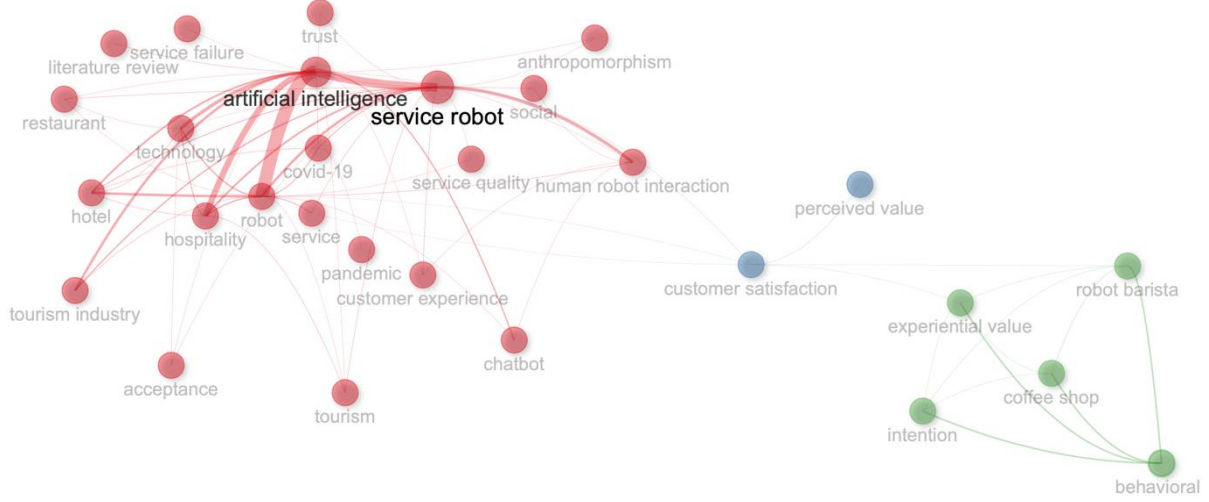 trust
service failure
anthropomorphism
literature review
artificial intelligence
social
service robot
restaurant
technology
covid-19
service quality
human robot interaction
perceived value
hotel
robot
hospitality
service
pandemic
customer satisfaction
robot barista
customer experience
tourism industry
experiential value
chatbot
acceptance
coffee shop
tourism
intention
behavioral